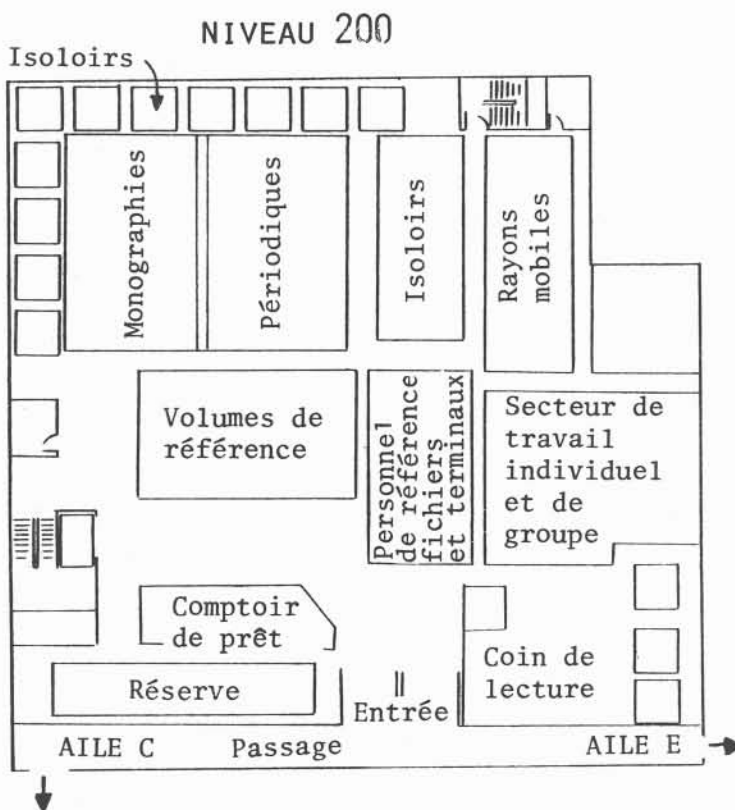 NIVEAU 200
Isoloirs
Monographies
Périodiques
Isoloirs
Rayons
mobiles
Volumes de
référence
Personnel
de référence
fichiers
et terminaux
Secteur de
travail
individuel
et de
groupe
Comptoir
de prêt
Coin de
lecture
Réserve
Entrée
AILE C Passage AILE E